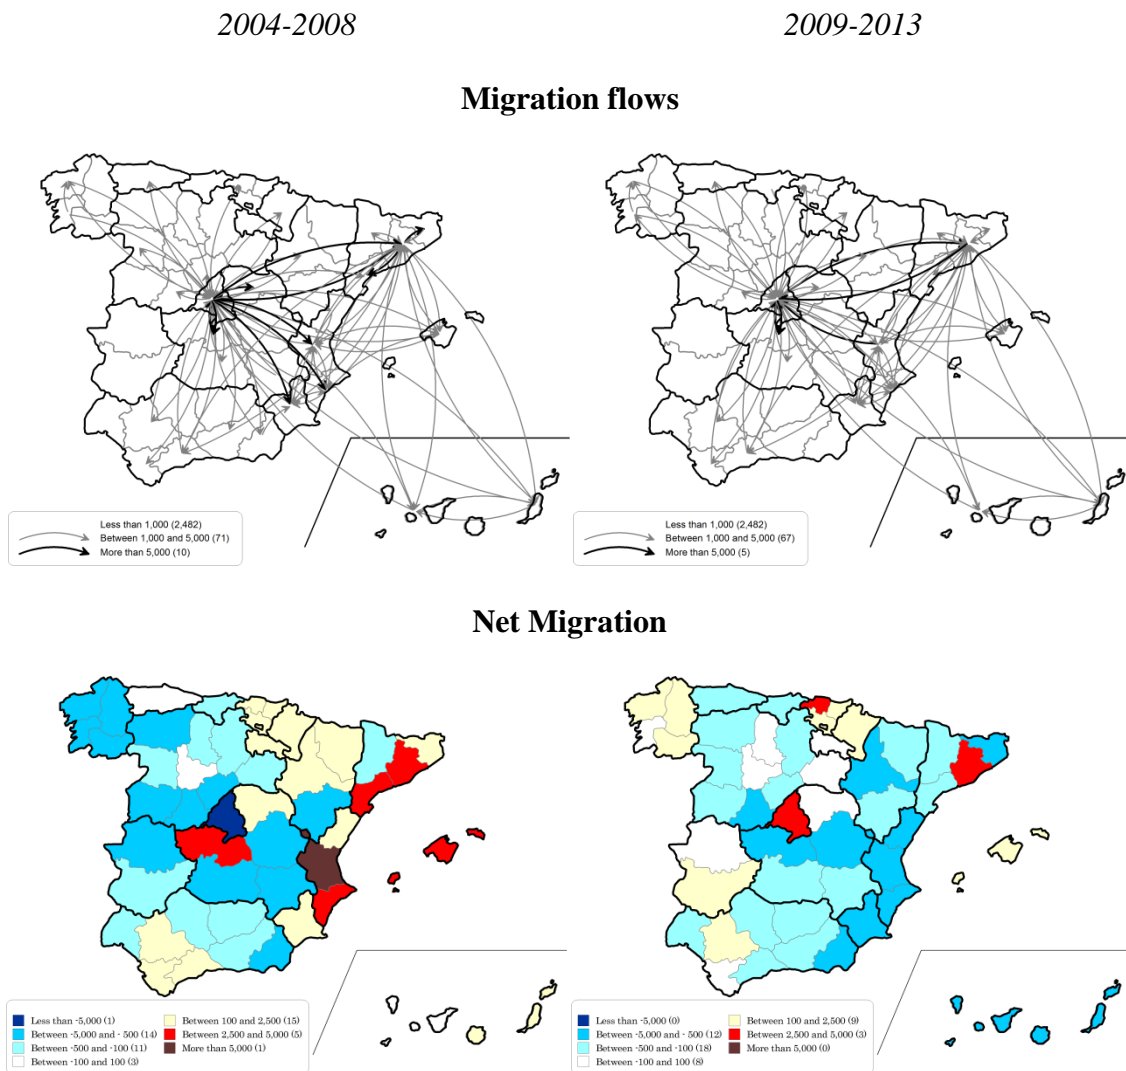 2004-2008
2009-2013
Migration flows
Less than 1,000 (2,482)
Between 1,000 and 5,000 (71)
More than 5,000 (10)
Less than 1,000 (2,482)
Between 1,000 and 5,000 (67)
More than 5,000 (5)
Net Migration
Less than -5,000 (1)
Between -5,000 and - 500 (14)
Between -500 and -100 (11)
Between -100 and 100 (3)
Between 100 and 2,500 (15)
Between 2,500 and 5,000 (5)
More than 5,000 (1)
Less than -5,000 (0)
Between -5,000 and - 500 (12)
Between -500 and -100 (18)
Between -100 and 100 (8)
Between 100 and 2,500 (9)
Between 2,500 and 5,000 (3)
More than 5,000 (0)